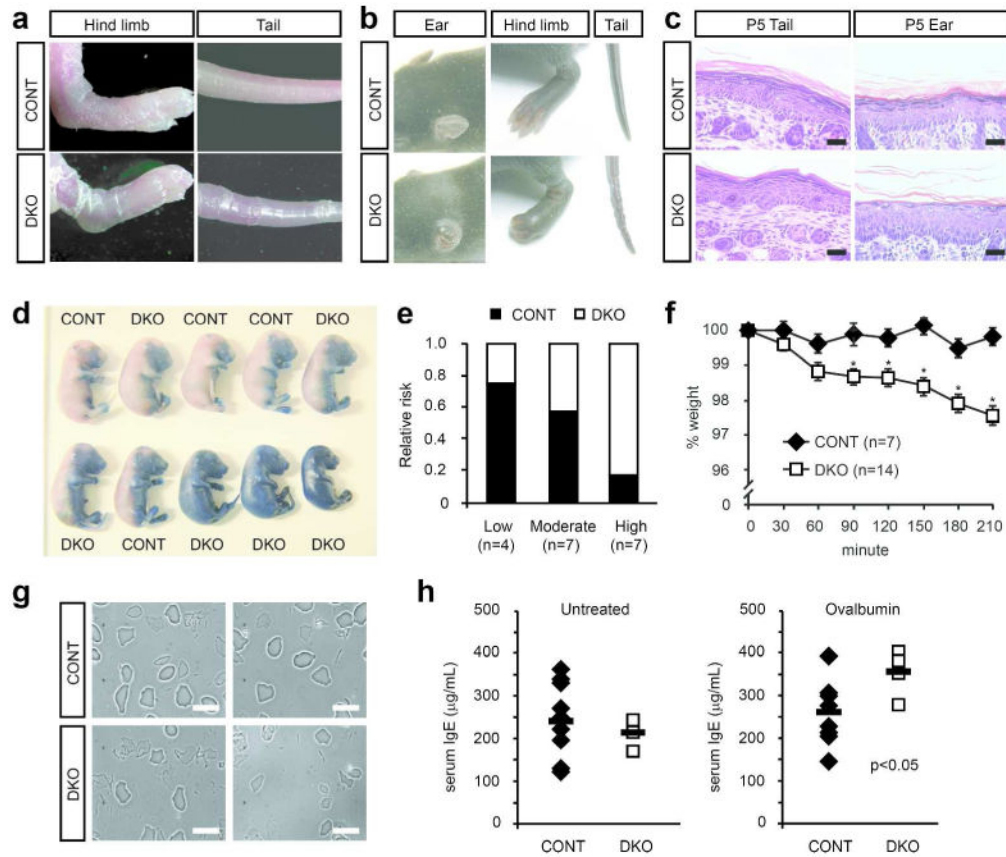 a
Hind limb
Tail
CONT
DKO
b
Ear
Hind limb
Tail
CONT
DKO
c
P5 Tail
P5 Ear
CONT
DKO
d
CONT DKO CONT CONT DKO
DKO CONT DKO DKO DKO
e
CONT DKO
Relative risk
1.0
0.8
0.6
0.4
0.2
0
Low
(n=4)
Moderate
(n=7)
High
(n=7)
f
% weight
100
99
98
97
96
0
CONT (n=7)
DKO (n=14)
* * * * *
0 30 60 90 120 150 180 210
minute
g
CONT
DKO
h
Untreated
serum IgE (µg/mL)
500
400
300
200
100
0
CONT DKO
Ovalbumin
serum IgE (µg/mL)
500
400
300
200
100
0
p<0.05
CONT DKO